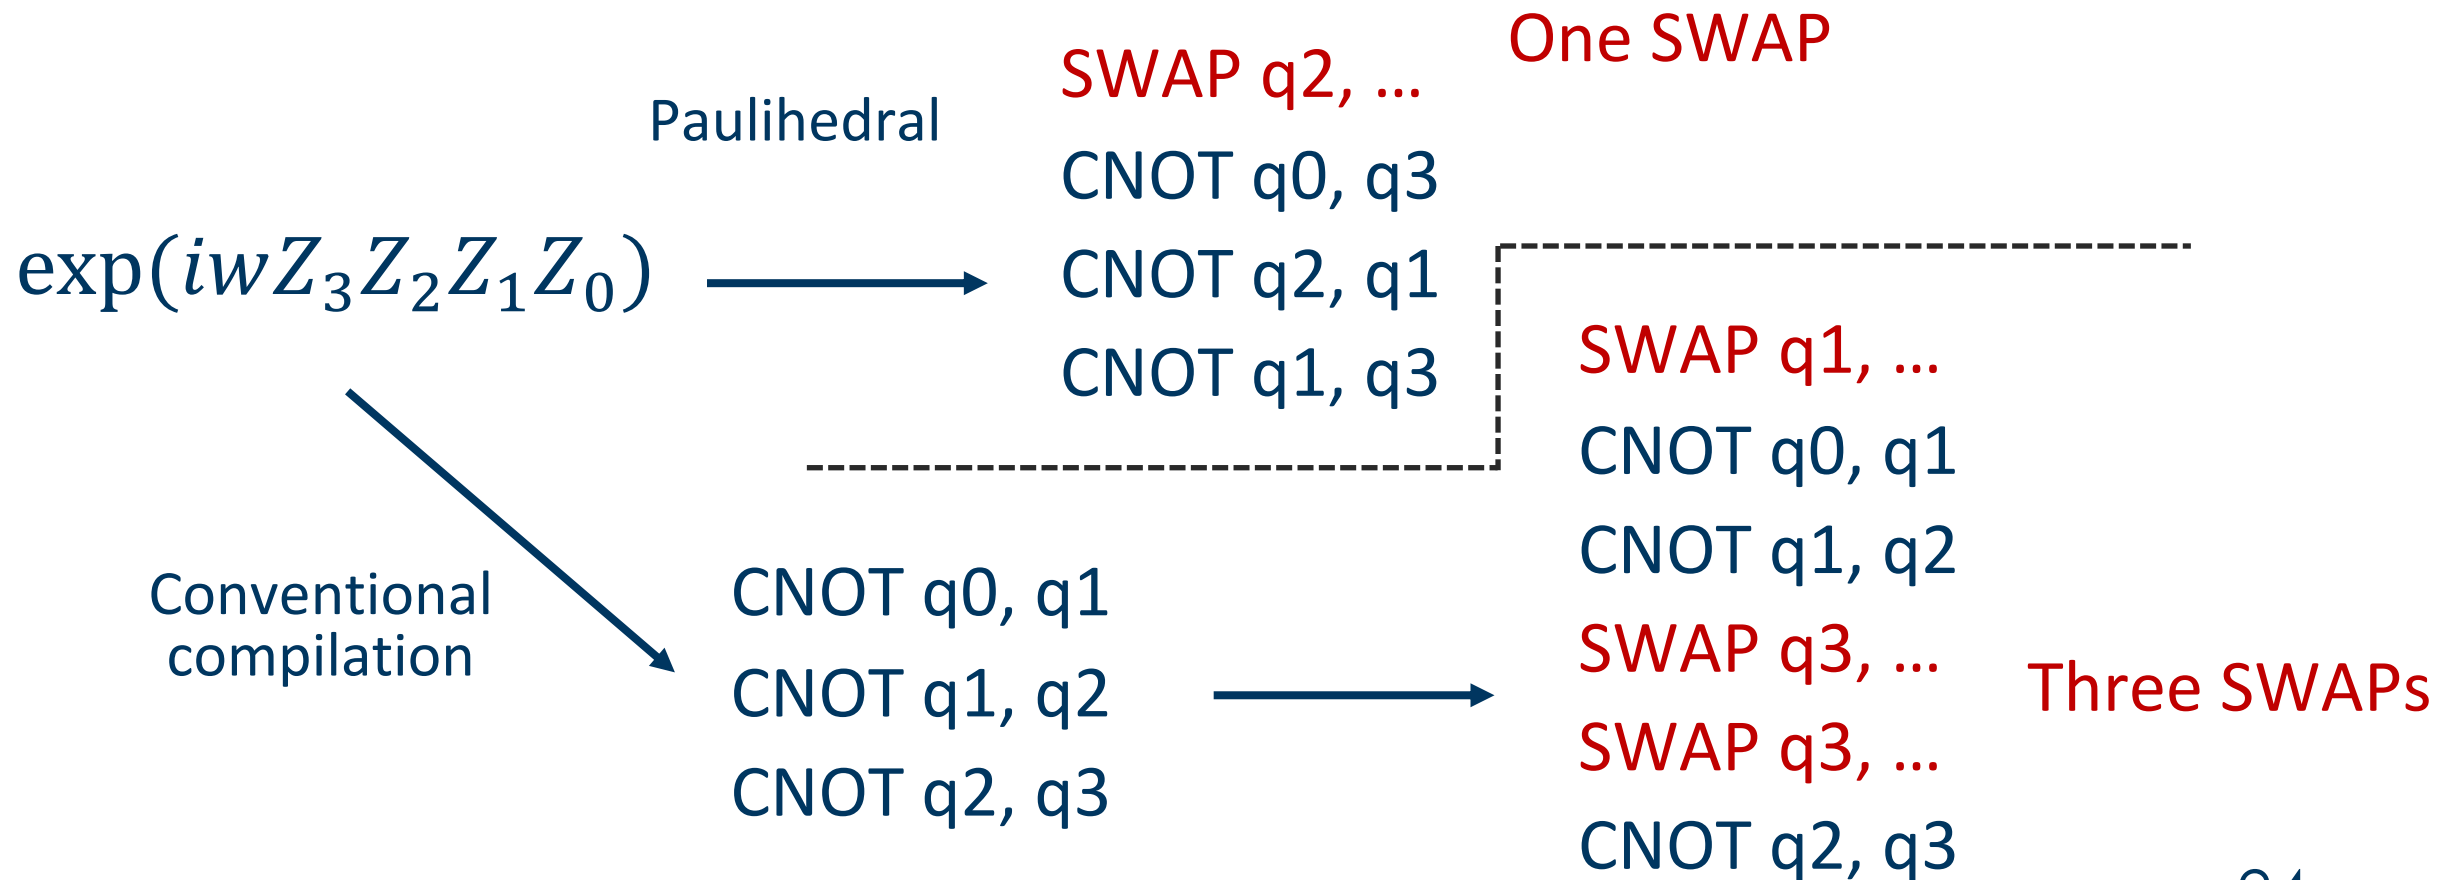 One SWAP
Paulihedral
SWAP q2, ...
CNOT q0, q3
CNOT q2, q1
CNOT q1, q3
exp(𝑖𝑤𝑍₃𝑍₂𝑍₁𝑍₀)
Conventional
compilation
CNOT q0, q1
CNOT q1, q2
CNOT q2, q3
SWAP q1, ...
CNOT q0, q1
CNOT q1, q2
SWAP q3, ...
SWAP q3, ...
CNOT q2, q3
Three SWAPs